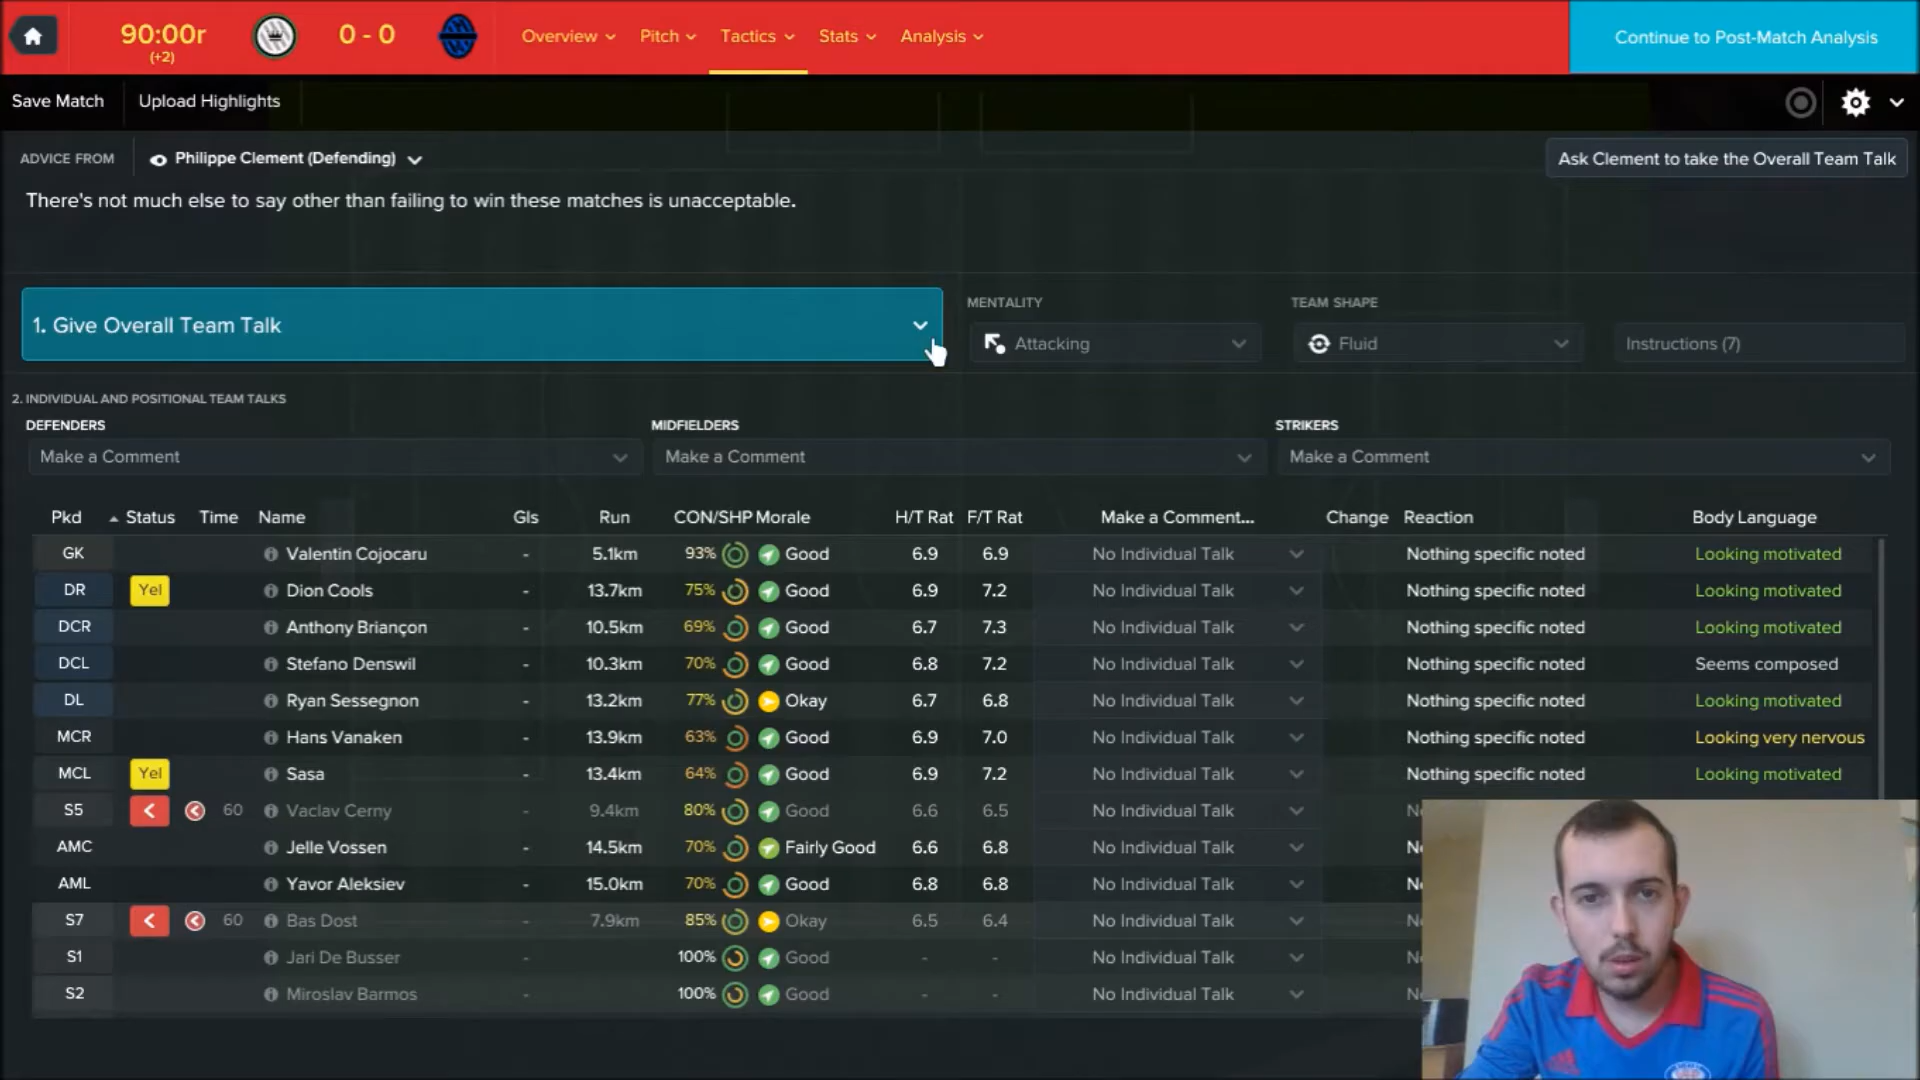 90:00r
(+2)
0 - 0
Overview
Pitch
Tactics
Stats
Analysis
Continue to Post-Match Analysis
Save Match
Upload Highlights
ADVICE FROM
Philippe Clement (Defending)
Ask Clement to take the Overall Team Talk
There's not much else to say other than failing to win these matches is unacceptable.
1. Give Overall Team Talk
MENTALITY
Attacking
TEAM SHAPE
Fluid
Instructions (7)
2. INDIVIDUAL AND POSITIONAL TEAM TALKS
DEFENDERS
MIDFIELDERS
STRIKERS
Make a Comment
Make a Comment
Make a Comment
Pkd Status Time Name Gls Run CON/SHP Morale H/T Rat F/T Rat Make a Comment... Change Reaction Body Language
GK Valentin Cojocaru - 5.1km 93% Good 6.9 6.9 No Individual Talk Nothing specific noted Looking motivated
DR Yel Dion Cools - 13.7km 75% Good 6.9 7.2 No Individual Talk Nothing specific noted Looking motivated
DCR Anthony Briançon - 10.5km 69% Good 6.7 7.3 No Individual Talk Nothing specific noted Looking motivated
DCL Stefano Denswil - 10.3km 70% Good 6.8 7.2 No Individual Talk Nothing specific noted Seems composed
DL Ryan Sessegnon - 13.2km 77% Okay 6.7 6.8 No Individual Talk Nothing specific noted Looking motivated
MCR Hans Vanaken - 13.9km 63% Good 6.9 7.0 No Individual Talk Nothing specific noted Looking very nervous
MCL Yel Sasa - 13.4km 64% Good 6.9 7.2 No Individual Talk Nothing specific noted Looking motivated
S5 60 Vaclav Cerny - 9.4km 80% Good 6.6 6.5 No Individual Talk
AMC Jelle Vossen - 14.5km 70% Fairly Good 6.6 6.8 No Individual Talk
AML Yavor Aleksiev - 15.0km 70% Good 6.8 6.8 No Individual Talk
S7 60 Bas Dost - 7.9km 85% Okay 6.5 6.4 No Individual Talk
S1 Jari De Busser - 100% Good - - No Individual Talk
S2 Miroslav Barmos - 100% Good - - No Individual Talk